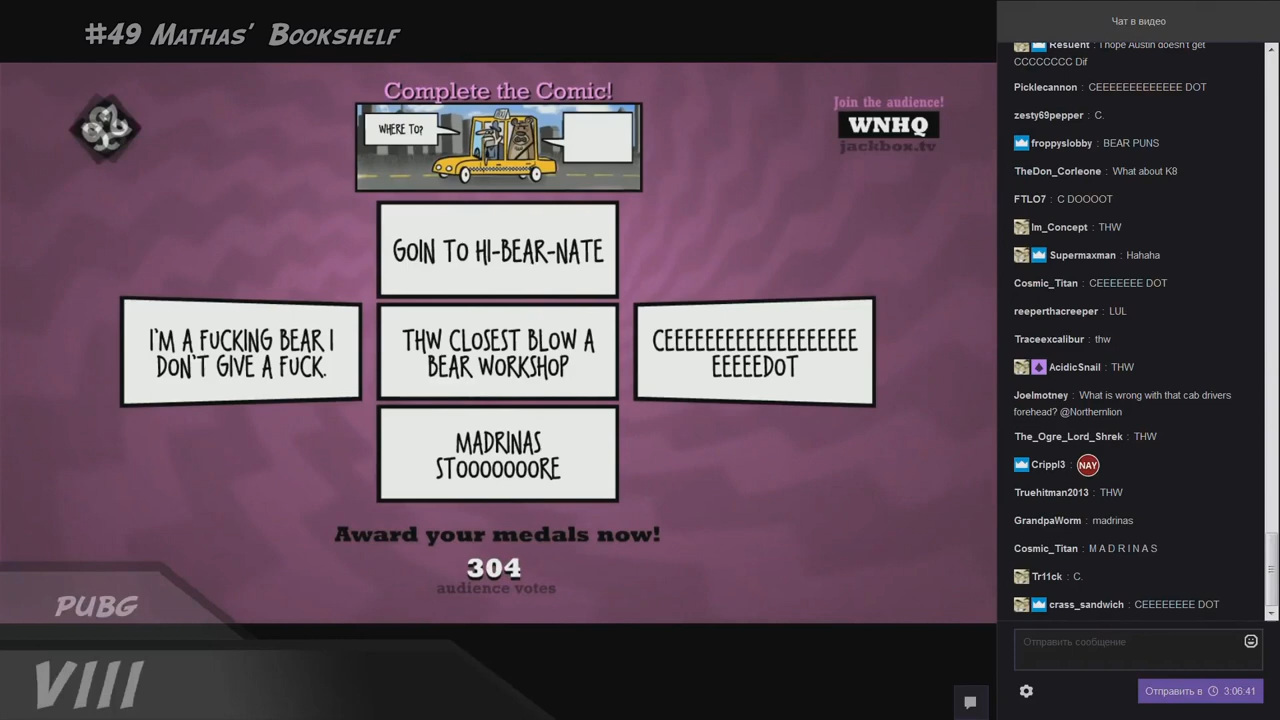 #49 MATHAS' BOOKSHELF
Complete the Comic!
WHERE TO?
TAXI
Join the audience!
WNHQ
jackbox.tv
GOIN TO HI-BEAR-NATE
I'M A FUCKING BEAR I
DON'T GIVE A FUCK.
THW CLOSEST BLOW A
BEAR WORKSHOP
CEEEEEEEEEEEEEEEEEEE
EEEEEDOT
MADRINAS
STOOOOOOORE
Award your medals now!
304
audience votes
PUBG
VIII
Чат в видео
Resuent : I hope Austin doesn't get
CCCCCCCC Dif
Picklecannon : CEEEEEEEEEEEEE DOT
zesty69pepper : C.
froppyslobby : BEAR PUNS
TheDon_Corleone : What about K8
FTLO7 : C DOOOOT
Im_Concept : THW
Supermaxman : Hahaha
Cosmic_Titan : CEEEEEEE DOT
reeperthacreeper : LUL
Traceexcalibur : thw
AcidicSnail : THW
Joelmotney : What is wrong with that cab drivers
forehead? @Northernlion
The_Ogre_Lord_Shrek : THW
Crippl3 : NAY
Truehitman2013 : THW
GrandpaWorm : madrinas
Cosmic_Titan : M A D R I N A S
Tr11ck : C.
crass_sandwich : CEEEEEEEE DOT
Отправить сообщение
Отправить в 3:06:41